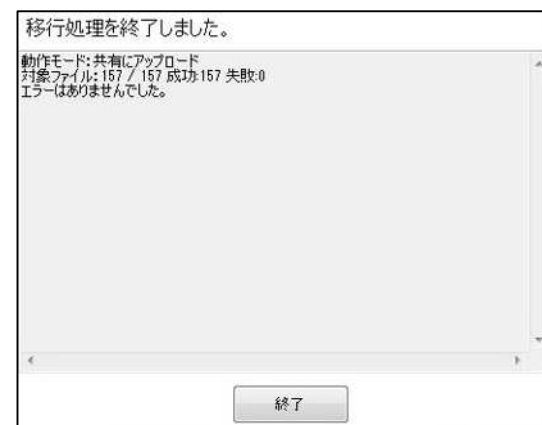 移行処理を終了しました。
動作モード:共有にアップロード
対象ファイル: 157 / 157 成功:157 失敗:0
エラーはありませんでした。
終了